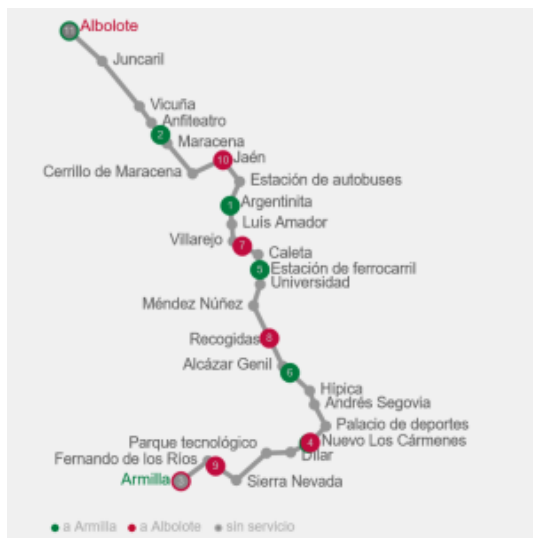 Albolote
Juncaril
Vicuña
Anfiteatro
2
Maracena
Cerrillo de Maracena
10
Jaén
Estación de autobuses
1
Argentinita
Luís Amador
Villarejo
7
Caleta
5
Estación de ferrocarril
Universidad
Méndez Núñez
Recogidas
8
Alcázar Genil
6
Hípica
Andrés Segovia
Palacio de deportes
4
Nuevo Los Cármenes
Parque tecnológico
Dílar
Fernando de los Ríos
9
Armilla
Sierra Nevada
a Armilla a Albolote sin servicio